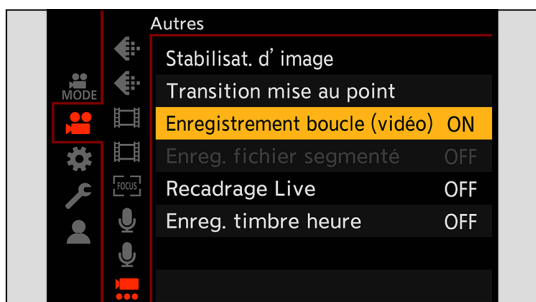 Autres
Stabilisat. d'image
MODE
Transition mise au point
Enregistrement boucle (vidéo) ON
Enreg. fichier segmenté OFF
FOCUS
Recadrage Live OFF
Enreg. timbre heure OFF